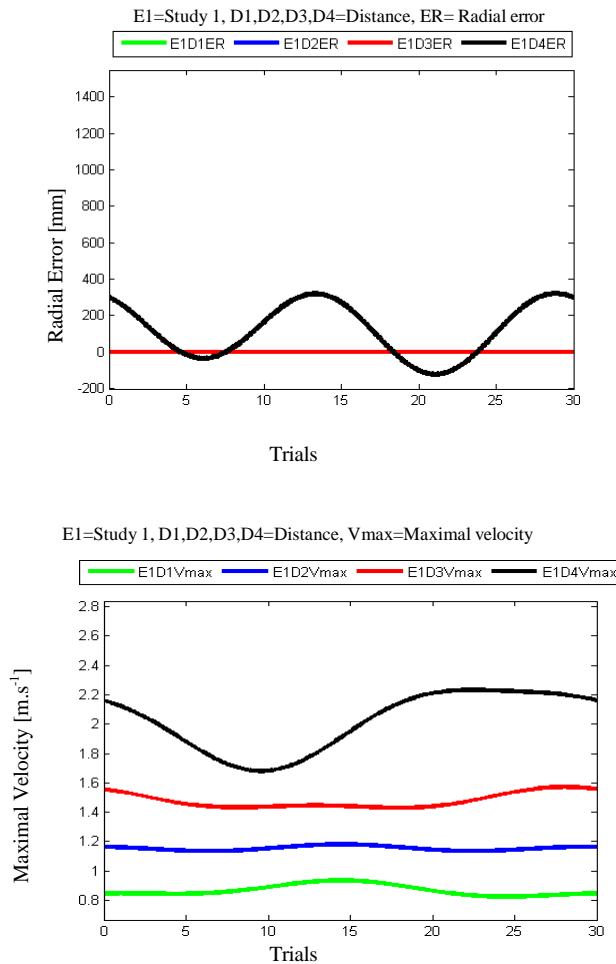 E1=Study 1, D1,D2,D3,D4=Distance, ER= Radial error
E1D1ER E1D2ER E1D3ER E1D4ER
1400
1200
1000
800
600
400
200
0
-200
Radial Error [mm]
0 5 10 15 20 25 30
Trials
E1=Study 1, D1,D2,D3,D4=Distance, Vmax=Maximal velocity
E1D1Vmax E1D2Vmax E1D3Vmax E1D4Vmax
2.8
2.6
2.4
2.2
2
1.8
1.6
1.4
1.2
1
0.8
Maximal Velocity [m.s⁻¹]
0 5 10 15 20 25 30
Trials